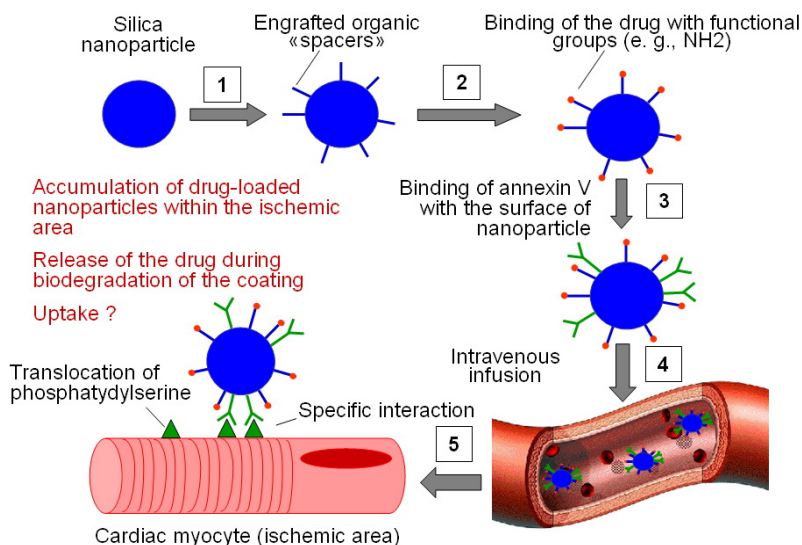 Silica
nanoparticle
1
Engrafted organic
«spacers»
2
Binding of the drug with functional
groups (e. g., NH2)
Accumulation of drug-loaded
nanoparticles within the ischemic
area
Release of the drug during
biodegradation of the coating
Uptake ?
Binding of annexin V
with the surface of
nanoparticle
3
Intravenous
infusion
4
Translocation of
phosphatydylserine
Specific interaction
5
Cardiac myocyte (ischemic area)